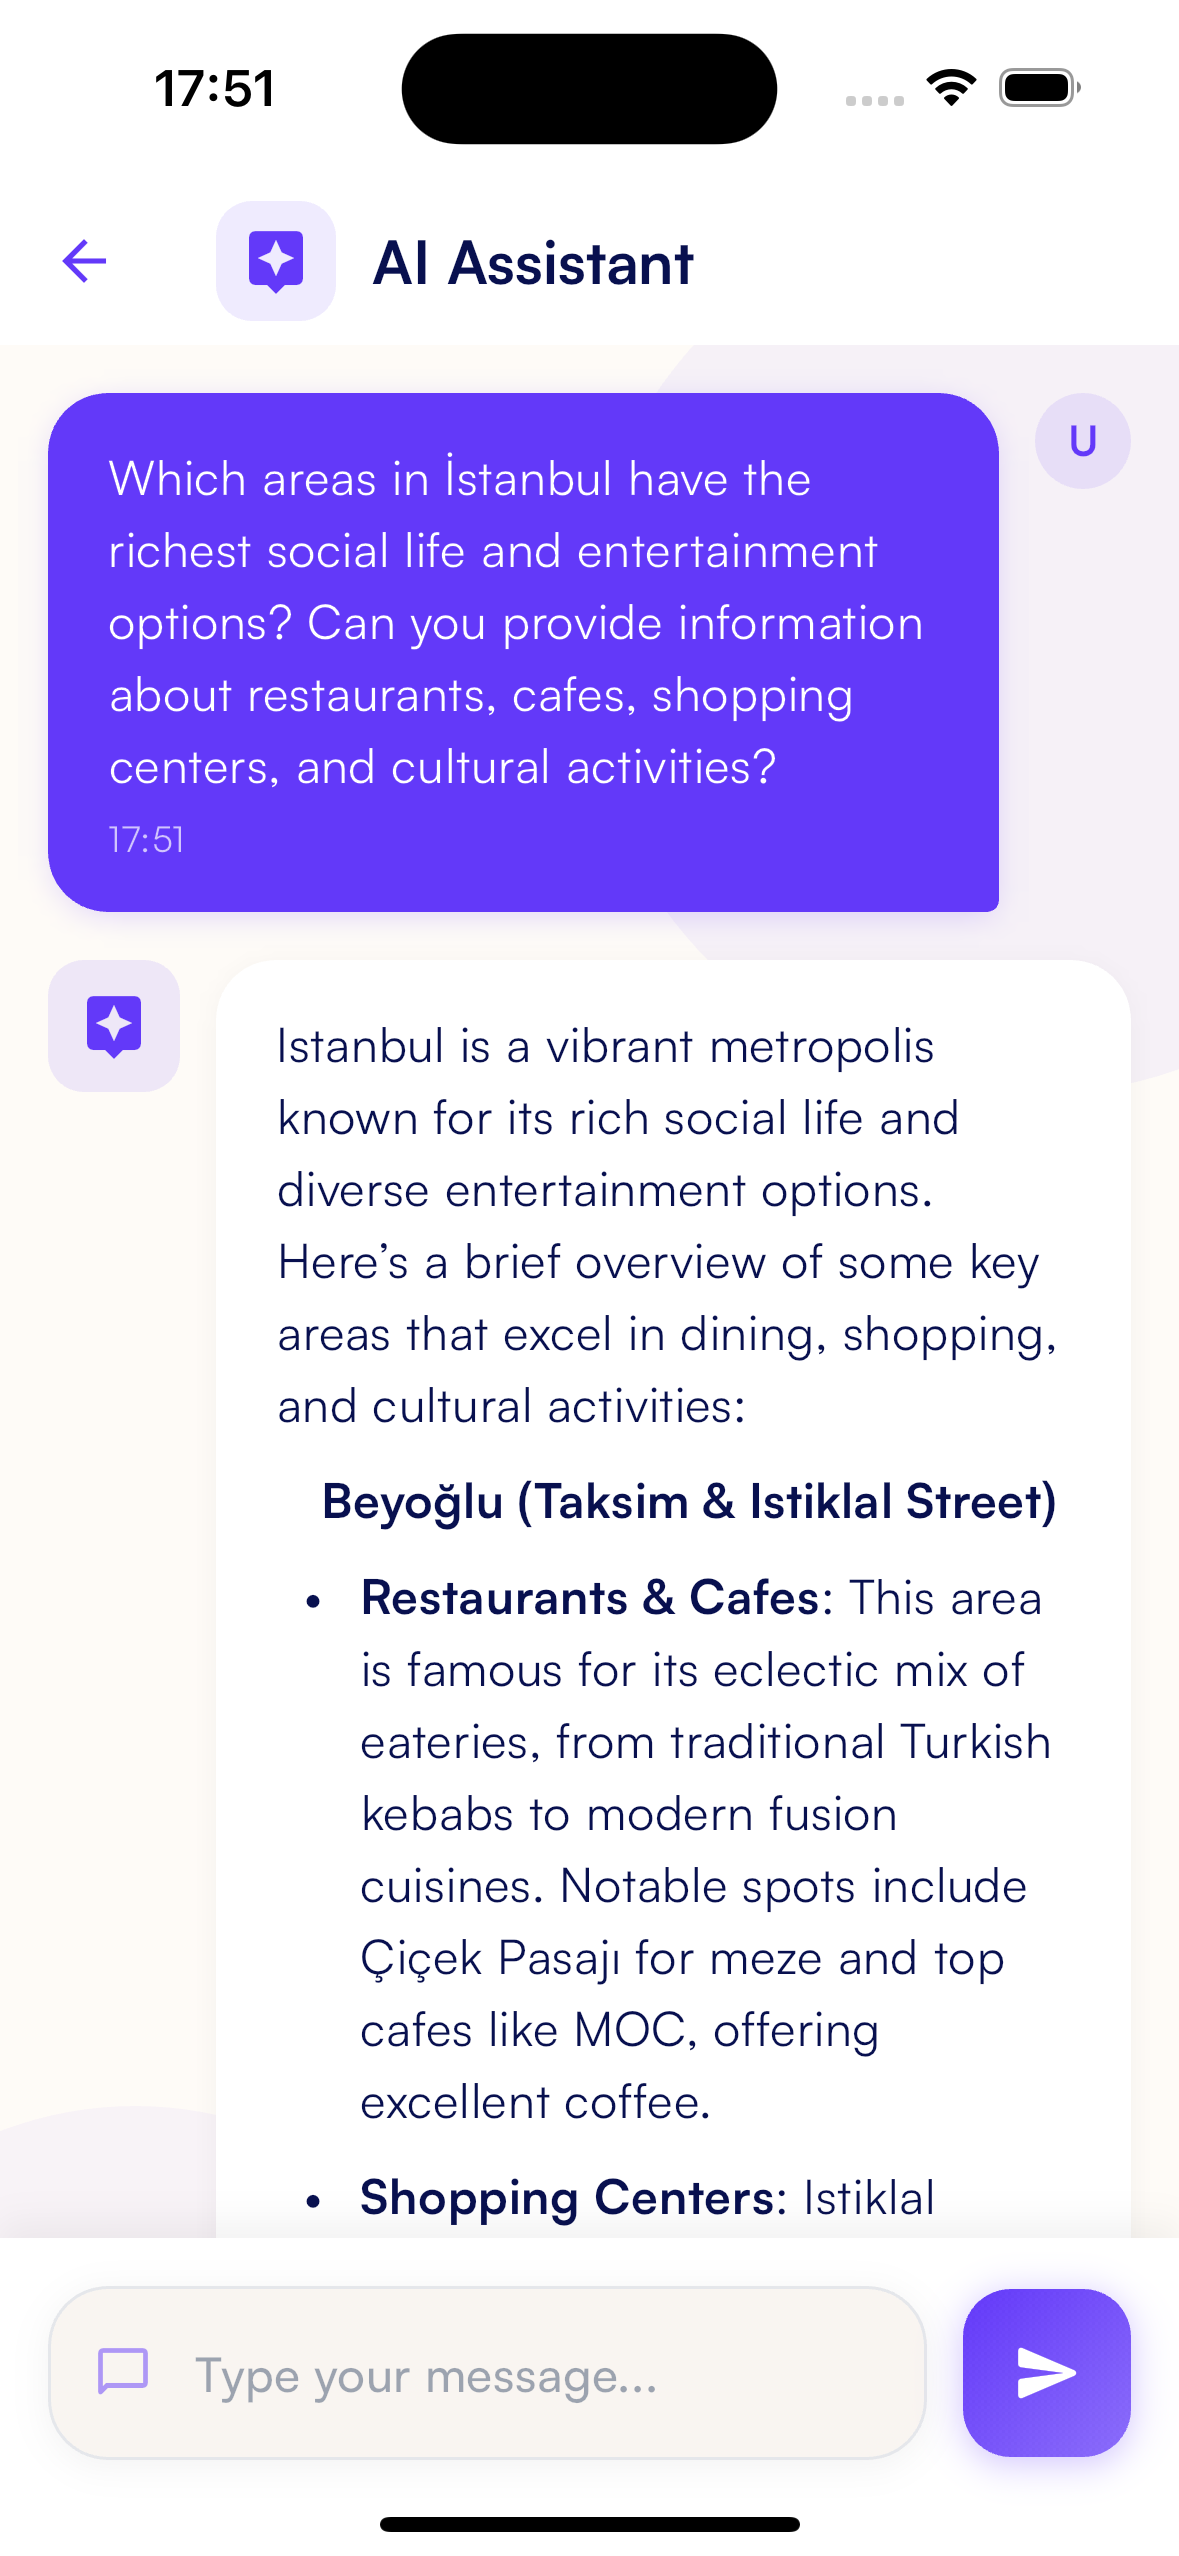 17:51
AI Assistant
Which areas in İstanbul have the
richest social life and entertainment
options? Can you provide information
about restaurants, cafes, shopping
centers, and cultural activities?
17:51
U
Istanbul is a vibrant metropolis
known for its rich social life and
diverse entertainment options.
Here’s a brief overview of some key
areas that excel in dining, shopping,
and cultural activities:
Beyoğlu (Taksim & Istiklal Street)
• Restaurants & Cafes: This area
is famous for its eclectic mix of
eateries, from traditional Turkish
kebabs to modern fusion
cuisines. Notable spots include
Çiçek Pasajı for meze and top
cafes like MOC, offering
excellent coffee.
• Shopping Centers: Istiklal
Type your message...